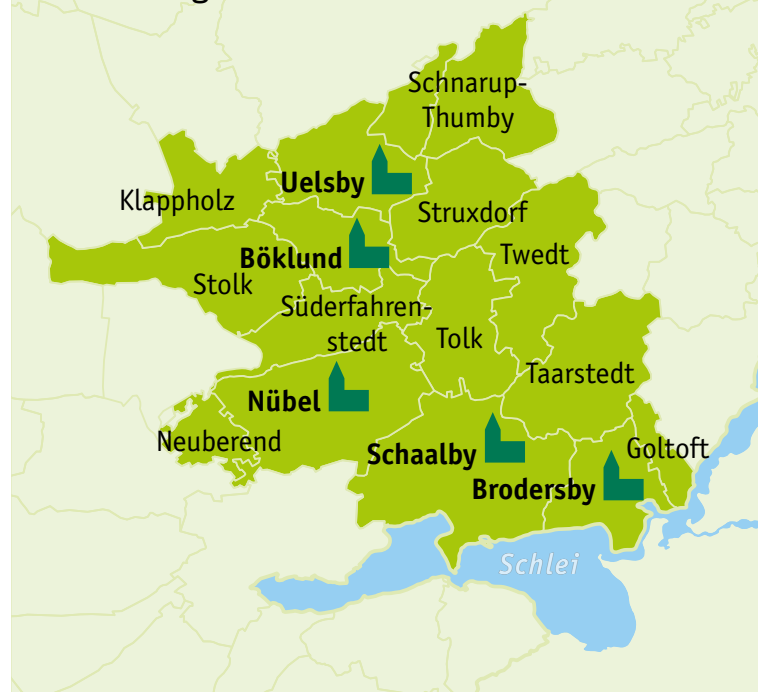 Schnarup-
Thumby
Uelsby
Klappholz
Struxdorf
Böklund
Twedt
Stolk
Süderfahren-
stedt
Tolk
Taarstedt
Nübel
Neuberend
Schaalby
Goltoft
Brodersby
Schlei